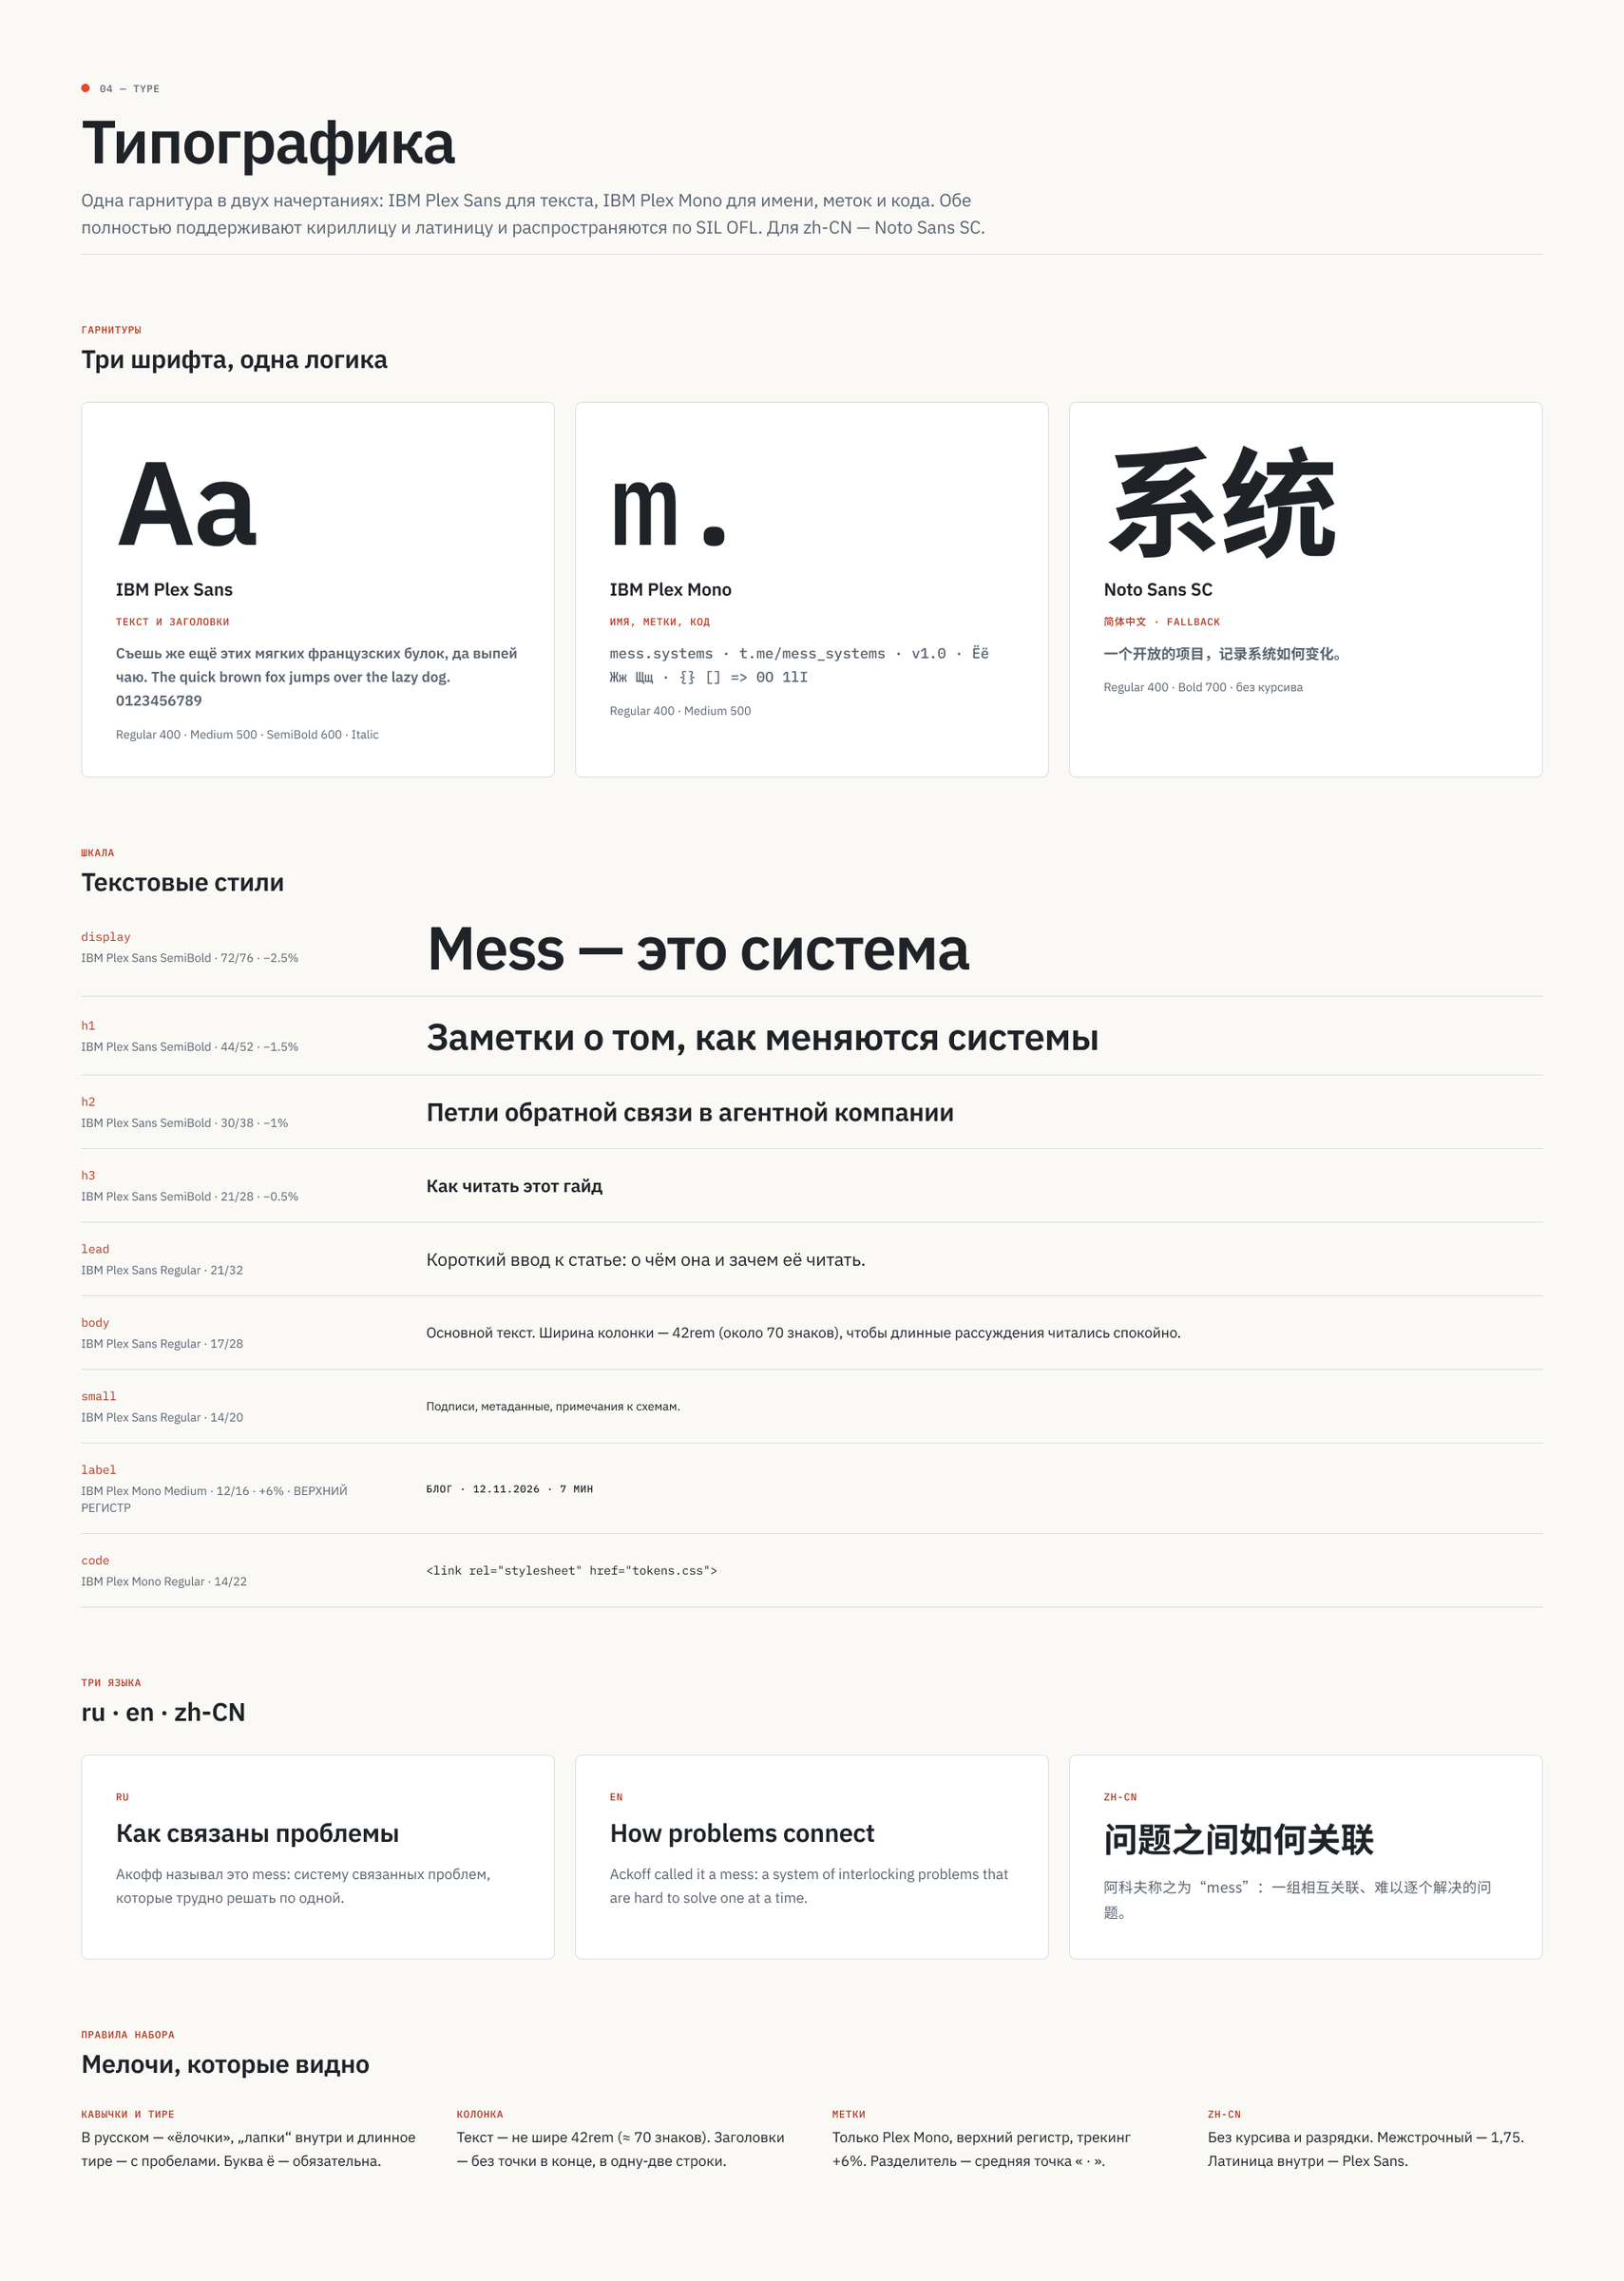 04 — TYPE
Типографика
Одна гарнитура в двух начертаниях: IBM Plex Sans для текста, IBM Plex Mono для имени, меток и кода. Обе
полностью поддерживают кириллицу и латиницу и распространяются по SIL OFL. Для zh-CN — Noto Sans SC.
ГАРНИТУРЫ
Три шрифта, одна логика
Aa
IBM Plex Sans
ТЕКСТ И ЗАГОЛОВКИ
Съешь же ещё этих мягких французских булок, да выпей
чаю. The quick brown fox jumps over the lazy dog.
0123456789
Regular 400 · Medium 500 · SemiBold 600 · Italic
m.
IBM Plex Mono
ИМЯ, МЕТКИ, КОД
mess.systems · t.me/mess_systems · v1.0 · Ёё
Жж Щщ · {} [] => 0O 1lI
Regular 400 · Medium 500
系统
Noto Sans SC
简体中文 · FALLBACK
一个开放的项目，记录系统如何变化。
Regular 400 · Bold 700 · без курсива
ШКАЛА
Текстовые стили
display
IBM Plex Sans SemiBold · 72/76 · −2.5%
Mess — это система
h1
IBM Plex Sans SemiBold · 44/52 · −1.5%
Заметки о том, как меняются системы
h2
IBM Plex Sans SemiBold · 30/38 · −1%
Петли обратной связи в агентной компании
h3
IBM Plex Sans SemiBold · 21/28 · −0.5%
Как читать этот гайд
lead
IBM Plex Sans Regular · 21/32
Короткий ввод к статье: о чём она и зачем её читать.
body
IBM Plex Sans Regular · 17/28
Основной текст. Ширина колонки — 42rem (около 70 знаков), чтобы длинные рассуждения читались спокойно.
small
IBM Plex Sans Regular · 14/20
Подписи, метаданные, примечания к схемам.
label
IBM Plex Mono Medium · 12/16 · +6% · ВЕРХНИЙ
РЕГИСТР
БЛОГ · 12.11.2026 · 7 МИН
code
IBM Plex Mono Regular · 14/22
<link rel="stylesheet" href="tokens.css">
ТРИ ЯЗЫКА
ru · en · zh-CN
RU
Как связаны проблемы
Акофф называл это mess: систему связанных проблем,
которые трудно решать по одной.
EN
How problems connect
Ackoff called it a mess: a system of interlocking problems that
are hard to solve one at a time.
ZH-CN
问题之间如何关联
阿科夫称之为“mess”：一组相互关联、难以逐个解决的问
题。
ПРАВИЛА НАБОРА
Мелочи, которые видно
КАВЫЧКИ И ТИРЕ
В русском — «ёлочки», „лапки“ внутри и длинное
тире — с пробелами. Буква ё — обязательна.
КОЛОНКА
Текст — не шире 42rem (≈ 70 знаков). Заголовки
— без точки в конце, в одну-две строки.
МЕТКИ
Только Plex Mono, верхний регистр, трекинг
+6%. Разделитель — средняя точка « · ».
ZH-CN
Без курсива и разрядки. Межстрочный — 1,75.
Латиница внутри — Plex Sans.